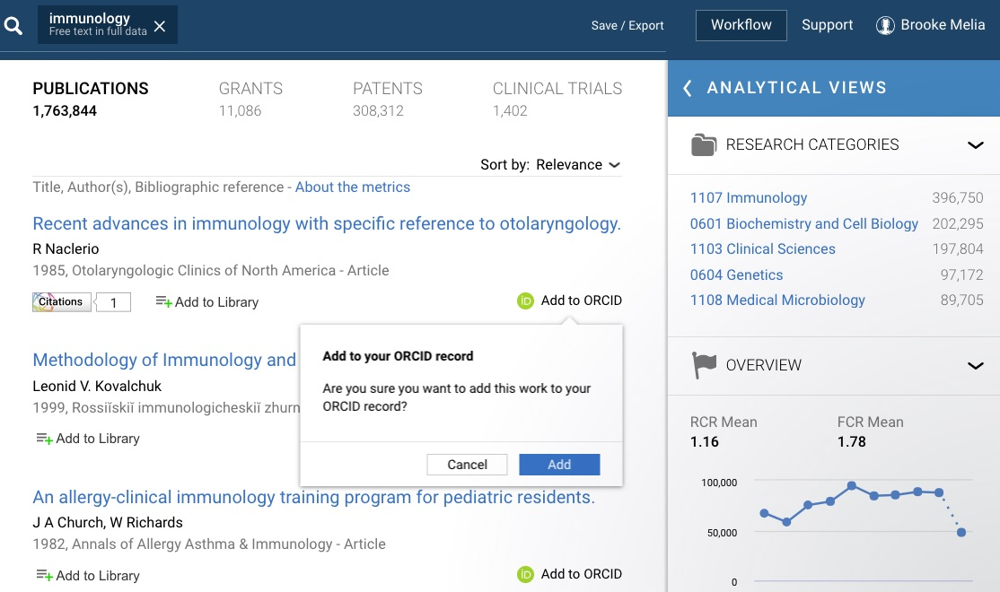 immunology
Free text in full data
Save / Export
Workflow
Support
Brooke Melia
PUBLICATIONS
1,763,844
GRANTS
11,086
PATENTS
308,312
CLINICAL TRIALS
1,402
Sort by: Relevance
Title, Author(s), Bibliographic reference - About the metrics
Recent advances in immunology with specific reference to otolaryngology.
R Naclerio
1985, Otolaryngologic Clinics of North America - Article
Citations 1
Add to Library
iD Add to ORCID
Add to your ORCID record
Are you sure you want to add this work to your
ORCID record?
Cancel
Add
Methodology of Immunology and
Leonid V. Kovalchuk
1999, Rossiĭskiĭ immunologicheskiĭ zhurn
Add to Library
An allergy-clinical immunology training program for pediatric residents.
J A Church, W Richards
1982, Annals of Allergy Asthma & Immunology - Article
Add to Library
iD Add to ORCID
ANALYTICAL VIEWS
RESEARCH CATEGORIES
1107 Immunology 396,750
0601 Biochemistry and Cell Biology 202,295
1103 Clinical Sciences 197,804
0604 Genetics 97,172
1108 Medical Microbiology 89,705
OVERVIEW
RCR Mean
1.16
FCR Mean
1.78
100,000
50,000
0